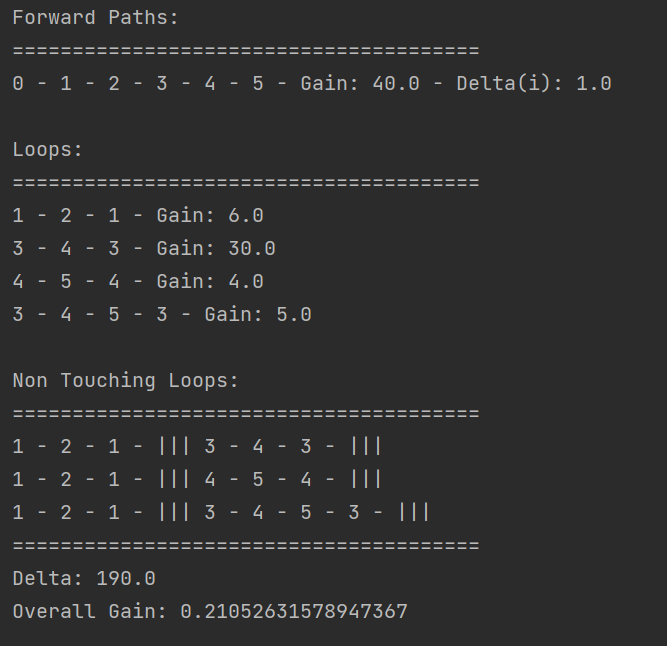 Forward Paths:
=======================================
0 - 1 - 2 - 3 - 4 - 5 - Gain: 40.0 - Delta(i): 1.0
Loops:
=======================================
1 - 2 - 1 - Gain: 6.0
3 - 4 - 3 - Gain: 30.0
4 - 5 - 4 - Gain: 4.0
3 - 4 - 5 - 3 - Gain: 5.0
Non Touching Loops:
=======================================
1 - 2 - 1 - ||| 3 - 4 - 3 - |||
1 - 2 - 1 - ||| 4 - 5 - 4 - |||
1 - 2 - 1 - ||| 3 - 4 - 5 - 3 - |||
=======================================
Delta: 190.0
Overall Gain: 0.21052631578947367